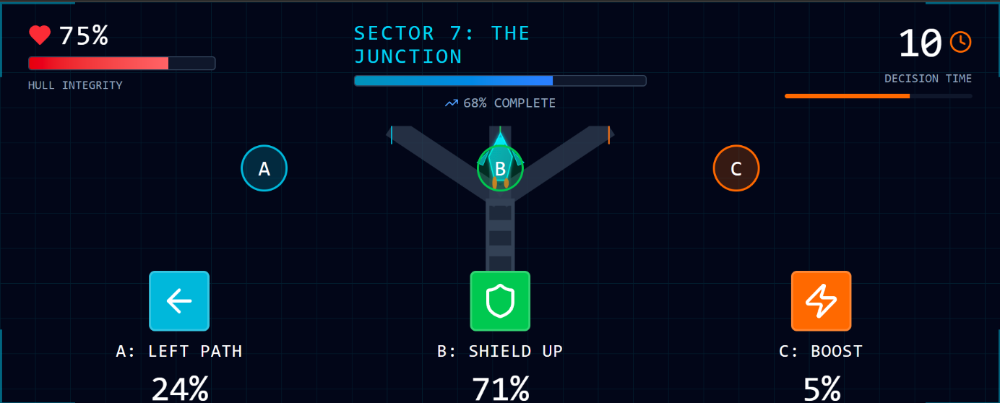 75%
HULL INTEGRITY
SECTOR 7: THE
JUNCTION
68% COMPLETE
10
DECISION TIME
A
B
C
A: LEFT PATH
24%
B: SHIELD UP
71%
C: BOOST
5%